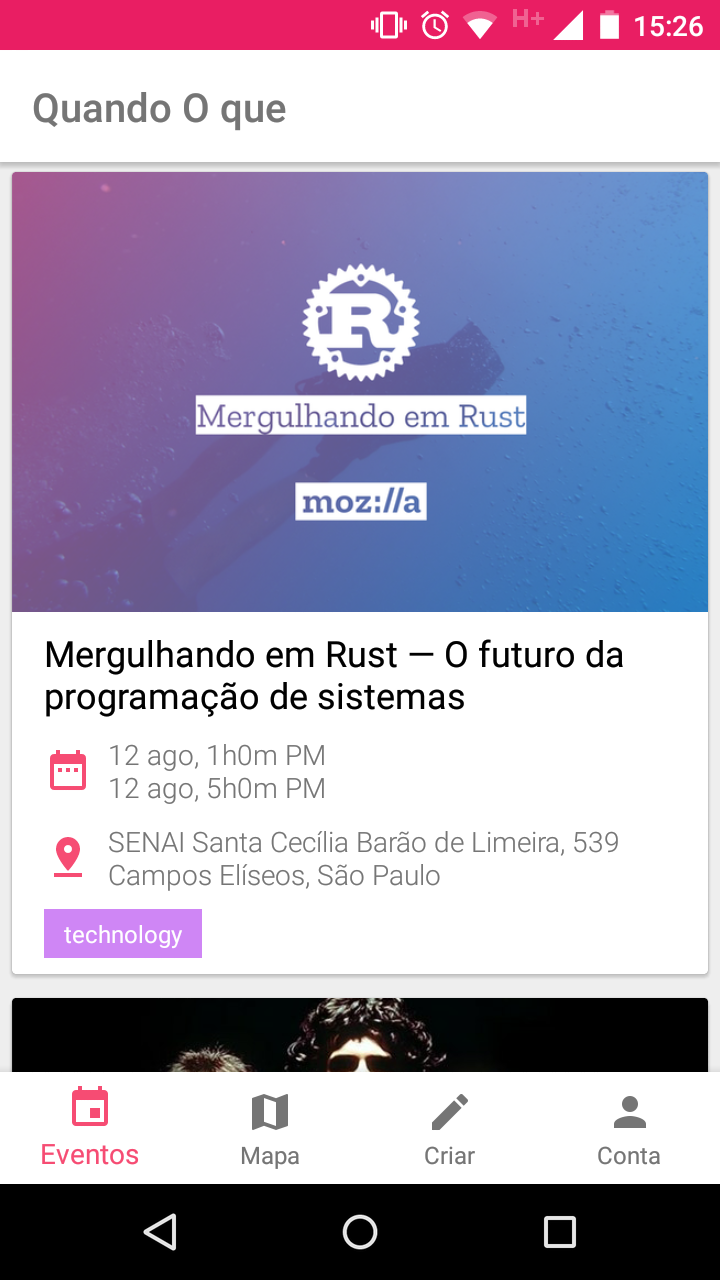 H+ 15:26
Quando O que
R
Mergulhando em Rust
moz://a
Mergulhando em Rust — O futuro da
programação de sistemas
12 ago, 1h0m PM
12 ago, 5h0m PM
SENAI Santa Cecília Barão de Limeira, 539
Campos Elíseos, São Paulo
technology
Eventos
Mapa
Criar
Conta